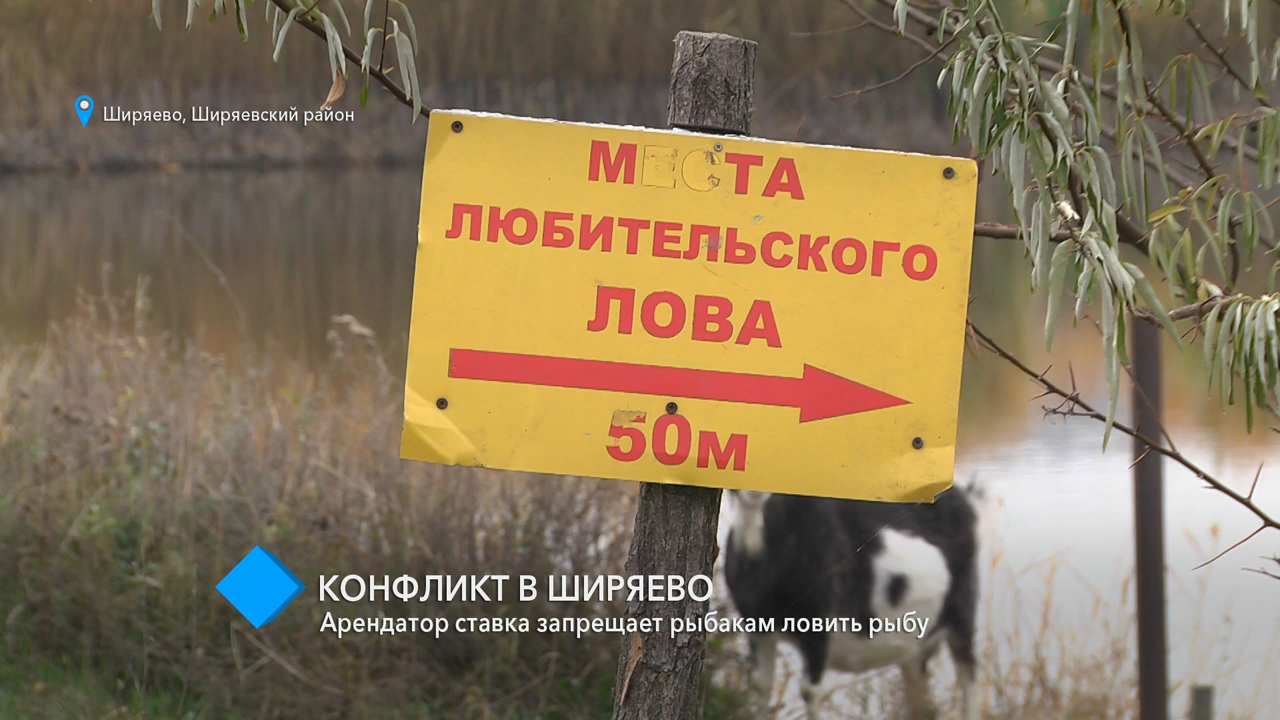 Ширяево, Ширяевский район
МЕСТА
ЛЮБИТЕЛЬСКОГО
ЛОВА
50м
КОНФЛИКТ В ШИРЯЕВО
Арендатор ставка запрещает рыбакам ловить рыбу